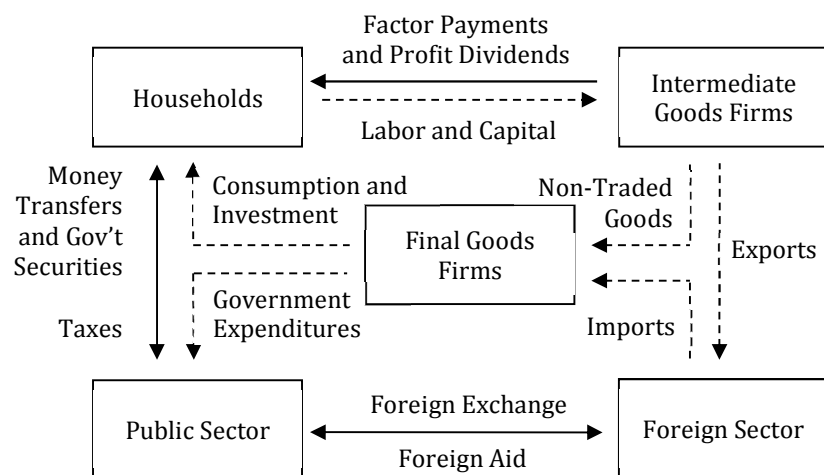 Factor Payments
and Profit Dividends
Households
Intermediate
Goods Firms
Labor and Capital
Money
Transfers
and Gov't
Securities
Consumption and
Investment
Non-Traded
Goods
Final Goods
Firms
Exports
Taxes
Government
Expenditures
Imports
Public Sector
Foreign Exchange
Foreign Aid
Foreign Sector